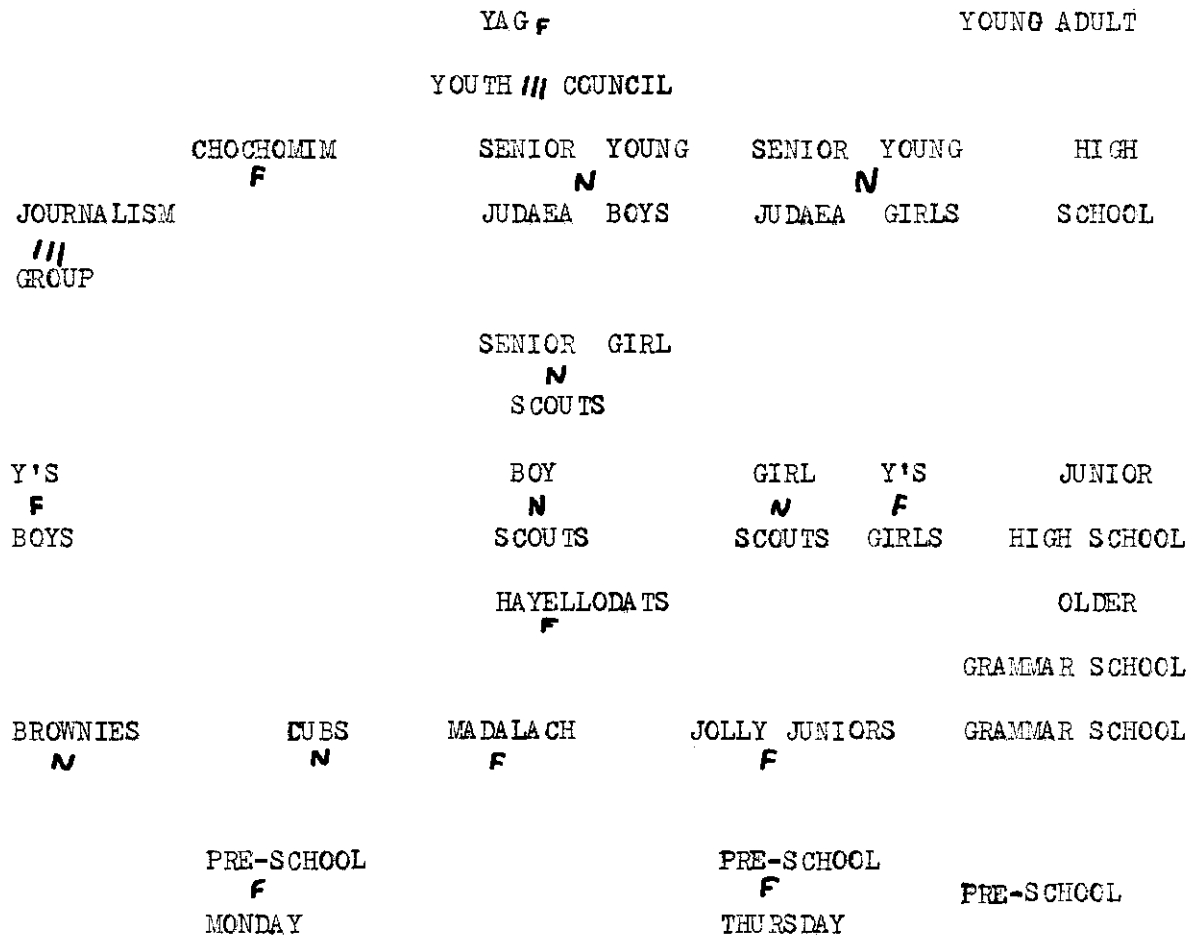 YAG F YOUNG ADULT
YOUTH /// COUNCIL
CHOCHOMIM SENIOR YOUNG SENIOR YOUNG HIGH
F N N
JOURNALISM JUDAEA BOYS JUDAEA GIRLS SCHOOL
///
GROUP
SENIOR GIRL
N
SCOUTS
Y'S BOY GIRL Y'S JUNIOR
F N N F
BOYS SCOUTS SCOUTS GIRLS HIGH SCHOOL
HAYELLODATS OLDER
F
GRAMMAR SCHOOL
BROWNIES CUBS MADALACH JOLLY JUNIORS GRAMMAR SCHOOL
N N F F
PRE-SCHOOL PRE-SCHOOL
F F PRE-SCHOOL
MONDAY THURSDAY